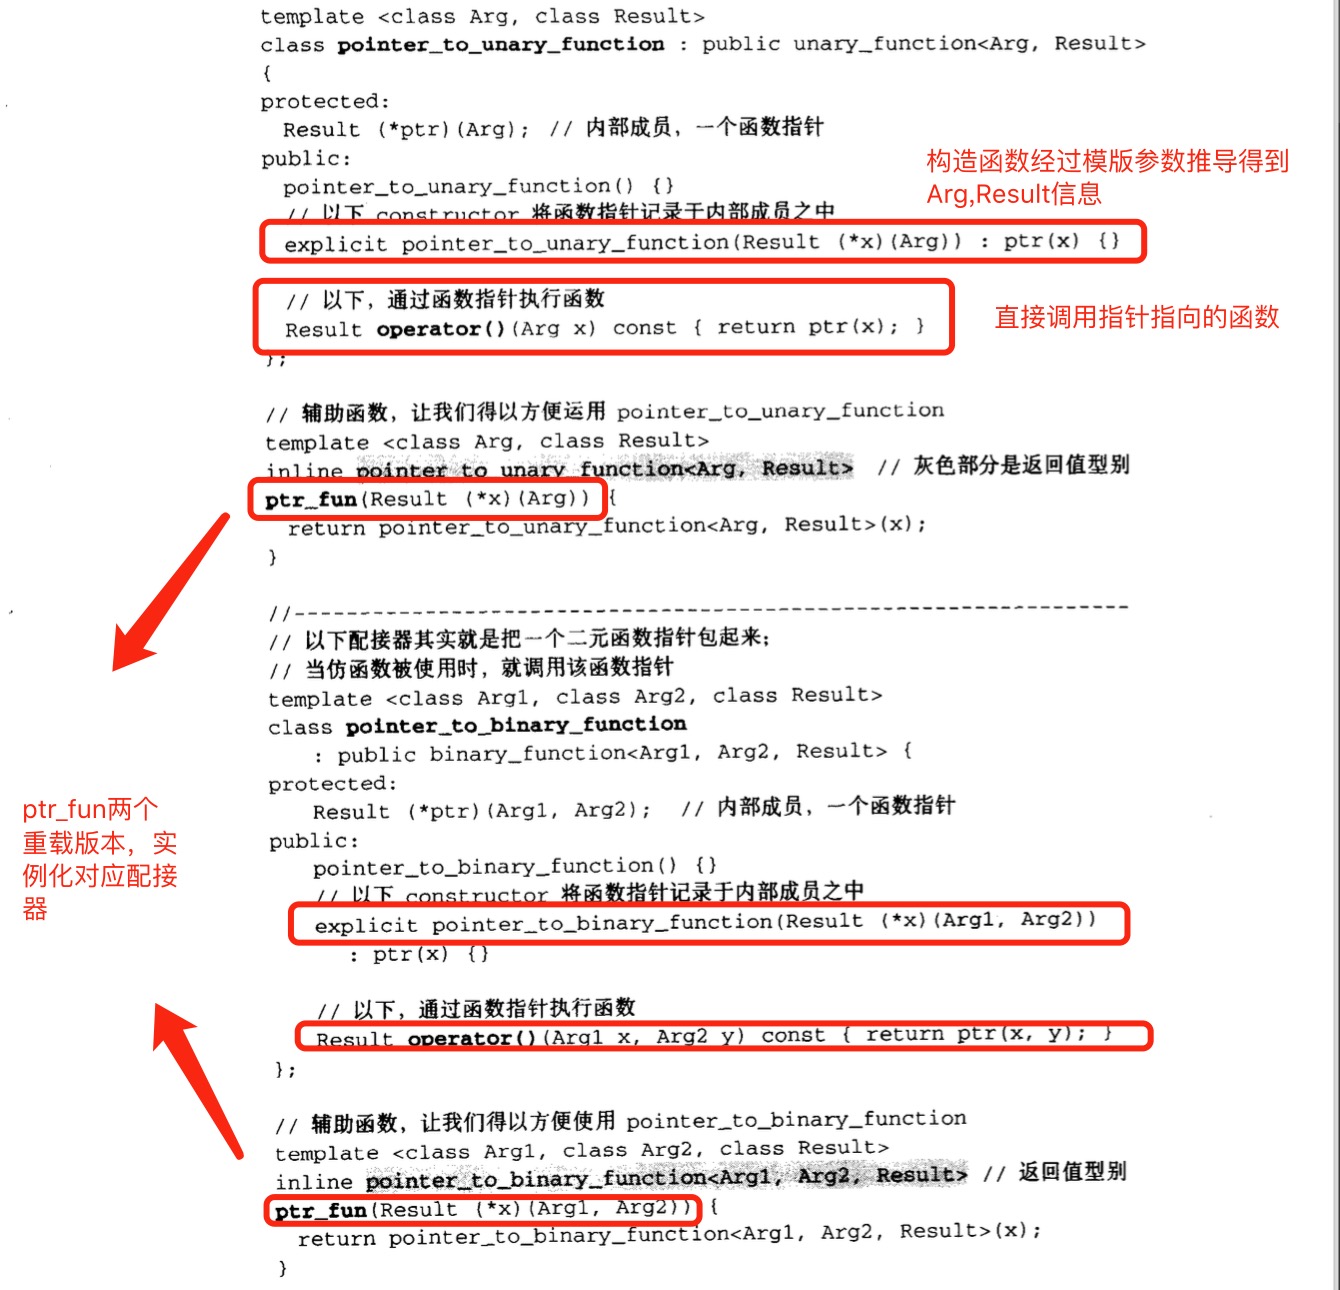 template <class Arg, class Result>
class pointer_to_unary_function : public unary_function<Arg, Result>
{
protected:
Result (*ptr)(Arg); // 内部成员，一个函数指针
public:
pointer_to_unary_function() {}
// 以下 constructor 将函数指针记录于内部成员之中
explicit pointer_to_unary_function(Result (*x)(Arg)) : ptr(x) {}
构造函数经过模版参数推导得到
Arg,Result信息
// 以下，通过函数指针执行函数
Result operator()(Arg x) const { return ptr(x); }
直接调用指针指向的函数
};
// 辅助函数，让我们得以方便运用 pointer_to_unary_function
template <class Arg, class Result>
inline pointer_to_unary_function<Arg, Result> // 灰色部分是返回值型别
ptr_fun(Result (*x)(Arg)) {
return pointer_to_unary_function<Arg, Result>(x);
}
//----------------------------------------------------------------
// 以下配接器其实就是把一个二元函数指针包起来；
// 当仿函数被使用时，就调用该函数指针
template <class Arg1, class Arg2, class Result>
class pointer_to_binary_function
: public binary_function<Arg1, Arg2, Result> {
protected:
Result (*ptr)(Arg1, Arg2); // 内部成员，一个函数指针
public:
pointer_to_binary_function() {}
// 以下 constructor 将函数指针记录于内部成员之中
explicit pointer_to_binary_function(Result (*x)(Arg1, Arg2))
: ptr(x) {}
ptr_fun两个
重载版本，实
例化对应配接
器
// 以下，通过函数指针执行函数
Result operator()(Arg1 x, Arg2 y) const { return ptr(x, y); }
};
// 辅助函数，让我们得以方便使用 pointer_to_binary_function
template <class Arg1, class Arg2, class Result>
inline pointer_to_binary_function<Arg1, Arg2, Result> // 返回值型别
ptr_fun(Result (*x)(Arg1, Arg2)) {
return pointer_to_binary_function<Arg1, Arg2, Result>(x);
}